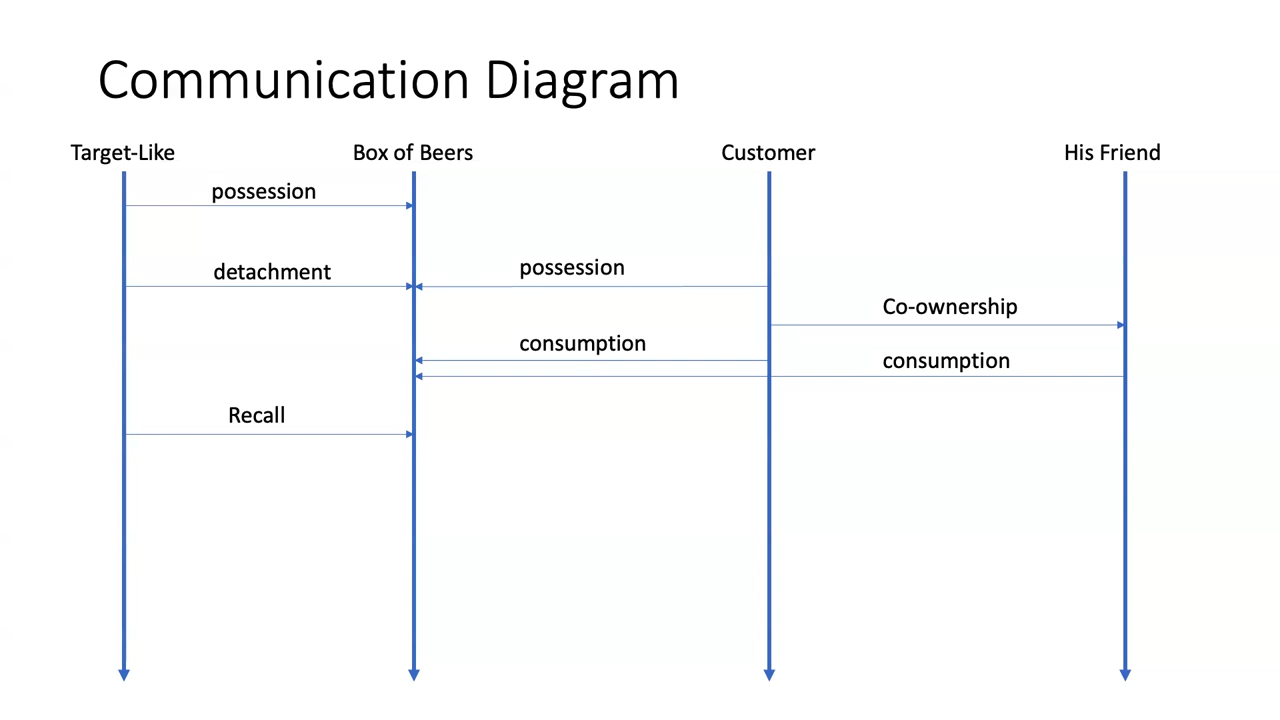 Communication Diagram
Target-Like
Box of Beers
Customer
His Friend
possession
detachment
possession
Co-ownership
consumption
consumption
Recall